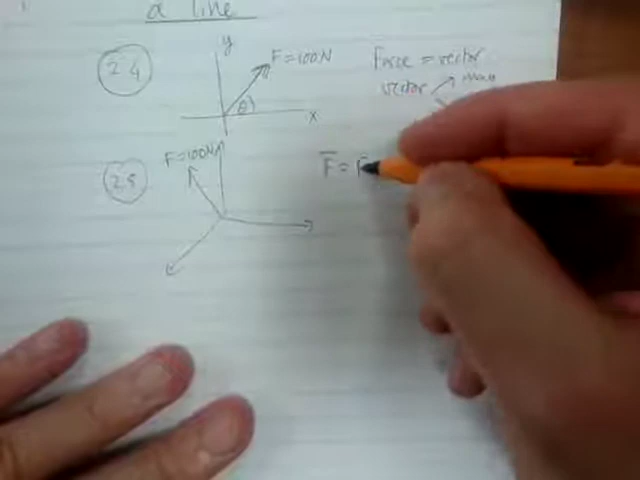 a line
2.4
y
F=100N
θ
x
Force = vector
vector
F=100N
2.5
F̅ = F